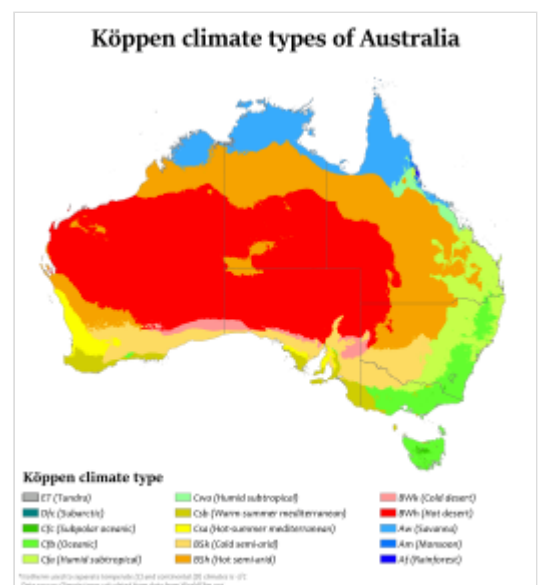 Köppen climate types of Australia
Köppen climate type
ET (Tundra)
Dfc (Subarctic)
Cfc (Subpolar oceanic)
Cfb (Oceanic)
Cfa (Humid subtropical)
Cwa (Humid subtropical)
Csb (Warm-summer mediterranean)
Csa (Hot-summer mediterranean)
BSk (Cold semi-arid)
BSh (Hot semi-arid)
BWk (Cold desert)
BWh (Hot desert)
Aw (Savanna)
Am (Monsoon)
Af (Rainforest)